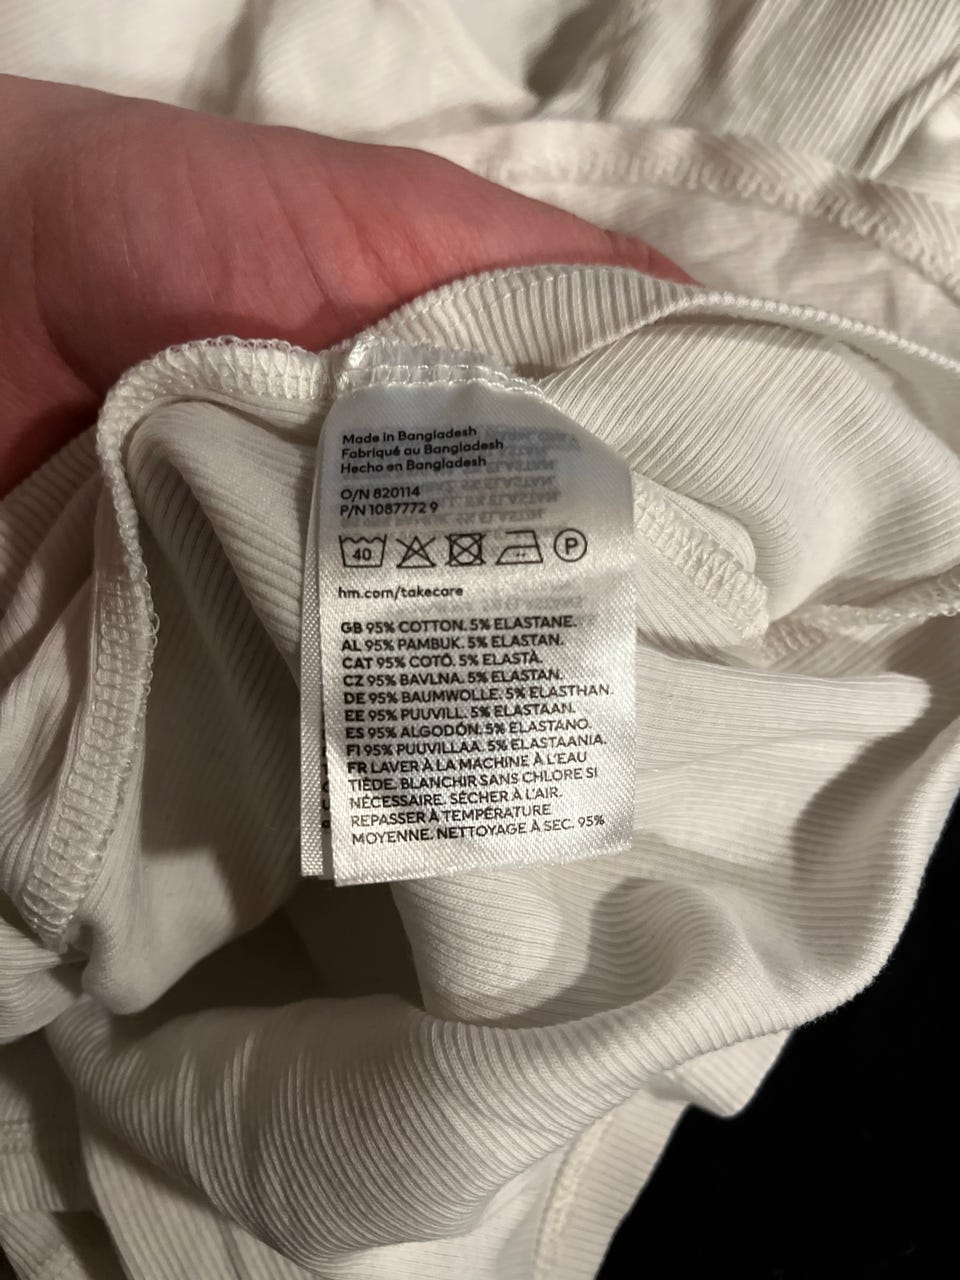 Made in Bangladesh
Fabriqué au Bangladesh
Hecho en Bangladesh
O/N 820114
P/N 1087772 9
40 P
hm.com/takecare
GB 95% COTTON. 5% ELASTANE.
AL 95% PAMBUK. 5% ELASTAN.
CAT 95% COTÓ. 5% ELASTÀ.
CZ 95% BAVLNA. 5% ELASTAN.
DE 95% BAUMWOLLE. 5% ELASTHAN.
EE 95% PUUVILL. 5% ELASTAAN.
ES 95% ALGODÓN. 5% ELASTANO.
FI 95% PUUVILLAA. 5% ELASTAANIA.
FR LAVER À LA MACHINE À L'EAU
TIÈDE. BLANCHIR SANS CHLORE SI
NÉCESSAIRE. SÉCHER À L'AIR.
REPASSER À TEMPÉRATURE
MOYENNE. NETTOYAGE À SEC. 95%